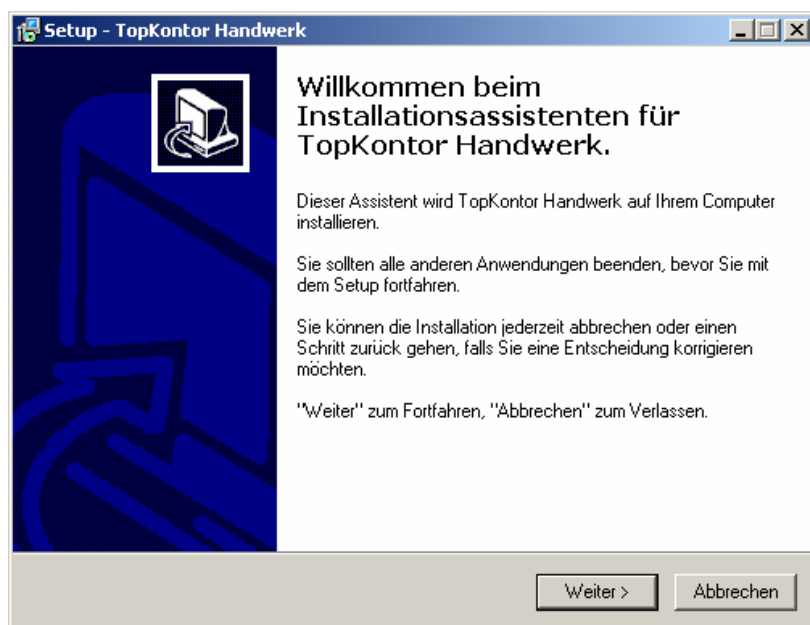 Setup - TopKontor Handwerk
Willkommen beim
Installationsassistenten für
TopKontor Handwerk.
Dieser Assistent wird TopKontor Handwerk auf Ihrem Computer
installieren.
Sie sollten alle anderen Anwendungen beenden, bevor Sie mit
dem Setup fortfahren.
Sie können die Installation jederzeit abbrechen oder einen
Schritt zurück gehen, falls Sie eine Entscheidung korrigieren
möchten.
"Weiter" zum Fortfahren, "Abbrechen" zum Verlassen.
Weiter > Abbrechen